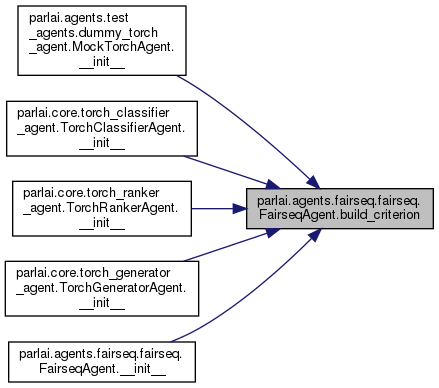 parlai.agents.test
_agents.dummy_torch
_agent.MockTorchAgent.
__init__
parlai.core.torch_classifier
_agent.TorchClassifierAgent.
__init__
parlai.core.torch_ranker
_agent.TorchRankerAgent.
__init__
parlai.core.torch_generator
_agent.TorchGeneratorAgent.
__init__
parlai.agents.fairseq.fairseq.
FairseqAgent.__init__
parlai.agents.fairseq.fairseq.
FairseqAgent.build_criterion